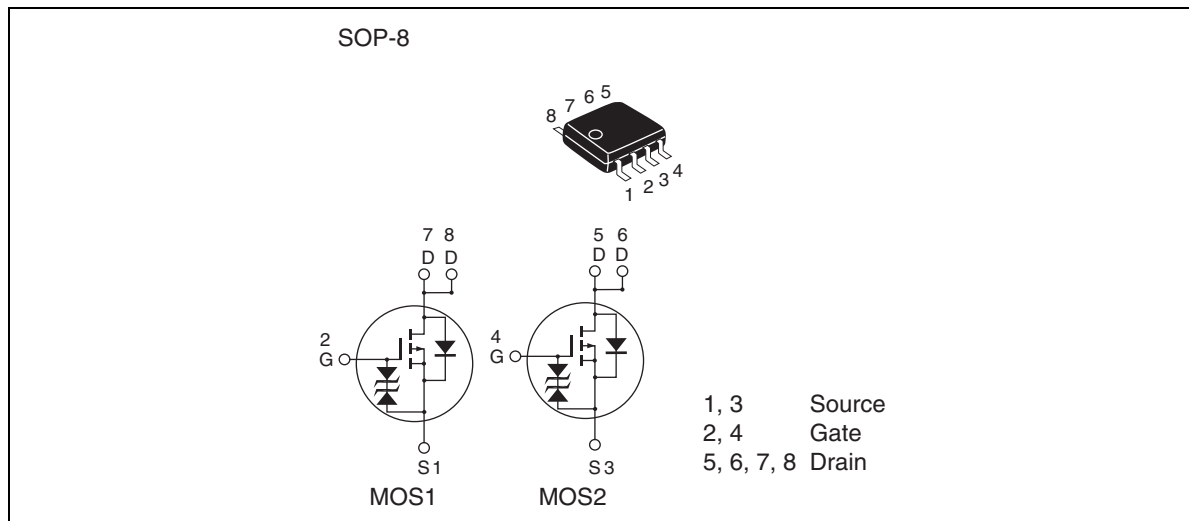 SOP-8
8 7 6 5
1 2 3 4
7 8
D D
2
G
S1
MOS1
5 6
D D
4
G
S3
MOS2
1, 3 Source
2, 4 Gate
5, 6, 7, 8 Drain